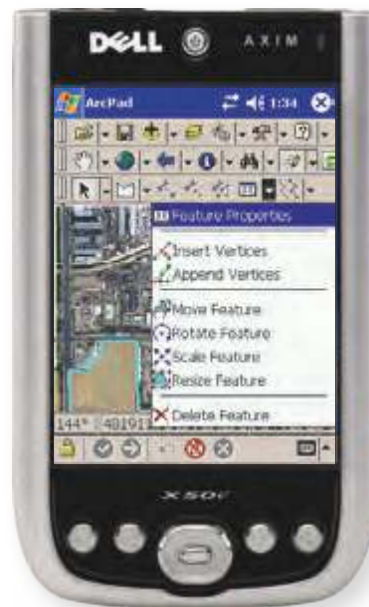 DELL AXIM
ArcPad 1:34
Feature Properties
Insert Vertices
Append Vertices
Move Feature
Rotate Feature
Scale Feature
Resize Feature
Delete Feature
144°
X50v